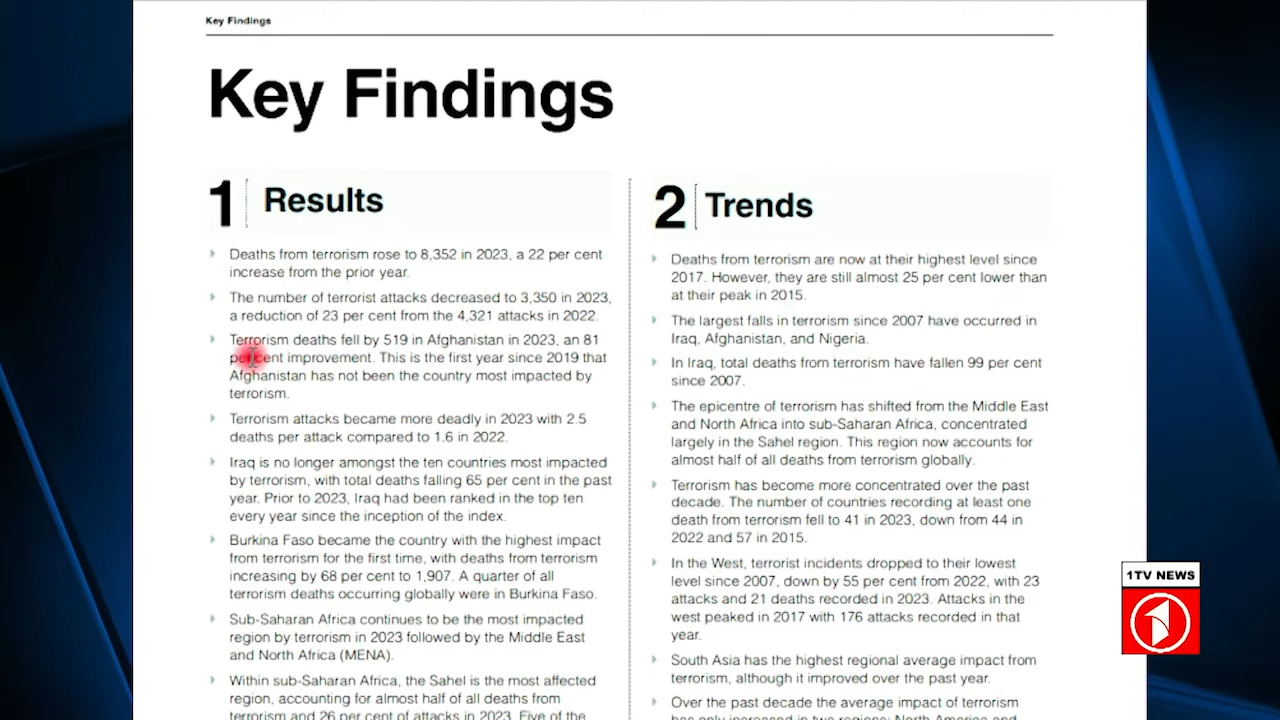 Key Findings
Key Findings
1 Results
Deaths from terrorism rose to 8,352 in 2023, a 22 per cent
increase from the prior year.
The number of terrorist attacks decreased to 3,350 in 2023,
a reduction of 23 per cent from the 4,321 attacks in 2022.
Terrorism deaths fell by 519 in Afghanistan in 2023, an 81
per cent improvement. This is the first year since 2019 that
Afghanistan has not been the country most impacted by
terrorism.
Terrorism attacks became more deadly in 2023 with 2.5
deaths per attack compared to 1.6 in 2022.
Iraq is no longer amongst the ten countries most impacted
by terrorism, with total deaths falling 65 per cent in the past
year. Prior to 2023, Iraq had been ranked in the top ten
every year since the inception of the index.
Burkina Faso became the country with the highest impact
from terrorism for the first time, with deaths from terrorism
increasing by 68 per cent to 1,907. A quarter of all
terrorism deaths occurring globally were in Burkina Faso.
Sub-Saharan Africa continues to be the most impacted
region by terrorism in 2023 followed by the Middle East
and North Africa (MENA).
Within sub-Saharan Africa, the Sahel is the most affected
region, accounting for almost half of all deaths from
terrorism and 26 per cent of attacks in 2023. Five of the
2 Trends
Deaths from terrorism are now at their highest level since
2017. However, they are still almost 25 per cent lower than
at their peak in 2015.
The largest falls in terrorism since 2007 have occurred in
Iraq, Afghanistan, and Nigeria.
In Iraq, total deaths from terrorism have fallen 99 per cent
since 2007.
The epicentre of terrorism has shifted from the Middle East
and North Africa into sub-Saharan Africa, concentrated
largely in the Sahel region. This region now accounts for
almost half of all deaths from terrorism globally.
Terrorism has become more concentrated over the past
decade. The number of countries recording at least one
death from terrorism fell to 41 in 2023, down from 44 in
2022 and 57 in 2015.
In the West, terrorist incidents dropped to their lowest
level since 2007, down by 55 per cent from 2022, with 23
attacks and 21 deaths recorded in 2023. Attacks in the
west peaked in 2017 with 176 attacks recorded in that
year.
South Asia has the highest regional average impact from
terrorism, although it improved over the past year.
Over the past decade the average impact of terrorism
has only increased in two regions: North America and
1TV NEWS